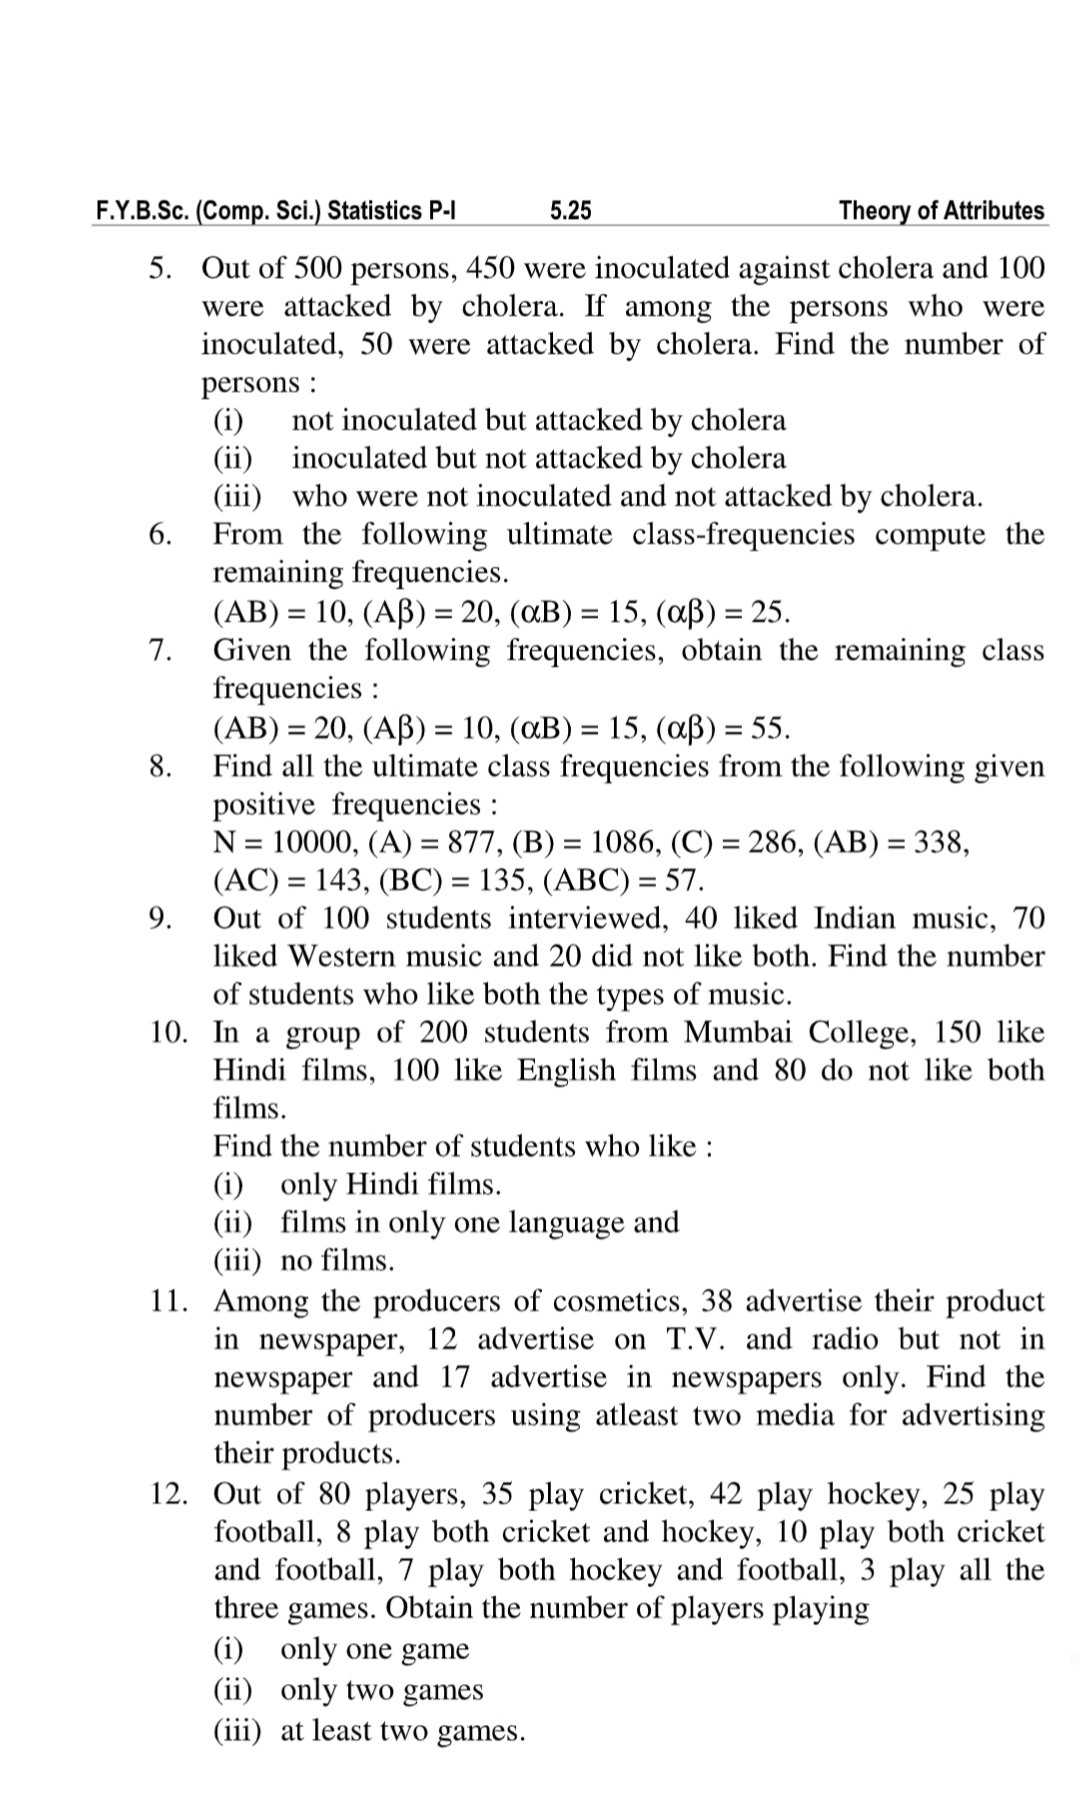 F.Y.B.Sc. (Comp. Sci.) Statistics P-I 5.25 Theory of Attributes
5. Out of 500 persons, 450 were inoculated against cholera and 100
were attacked by cholera. If among the persons who were
inoculated, 50 were attacked by cholera. Find the number of
persons :
(i) not inoculated but attacked by cholera
(ii) inoculated but not attacked by cholera
(iii) who were not inoculated and not attacked by cholera.
6. From the following ultimate class-frequencies compute the
remaining frequencies.
(AB) = 10, (Aβ) = 20, (αB) = 15, (αβ) = 25.
7. Given the following frequencies, obtain the remaining class
frequencies :
(AB) = 20, (Aβ) = 10, (αB) = 15, (αβ) = 55.
8. Find all the ultimate class frequencies from the following given
positive frequencies :
N = 10000, (A) = 877, (B) = 1086, (C) = 286, (AB) = 338,
(AC) = 143, (BC) = 135, (ABC) = 57.
9. Out of 100 students interviewed, 40 liked Indian music, 70
liked Western music and 20 did not like both. Find the number
of students who like both the types of music.
10. In a group of 200 students from Mumbai College, 150 like
Hindi films, 100 like English films and 80 do not like both
films.
Find the number of students who like :
(i) only Hindi films.
(ii) films in only one language and
(iii) no films.
11. Among the producers of cosmetics, 38 advertise their product
in newspaper, 12 advertise on T.V. and radio but not in
newspaper and 17 advertise in newspapers only. Find the
number of producers using atleast two media for advertising
their products.
12. Out of 80 players, 35 play cricket, 42 play hockey, 25 play
football, 8 play both cricket and hockey, 10 play both cricket
and football, 7 play both hockey and football, 3 play all the
three games. Obtain the number of players playing
(i) only one game
(ii) only two games
(iii) at least two games.